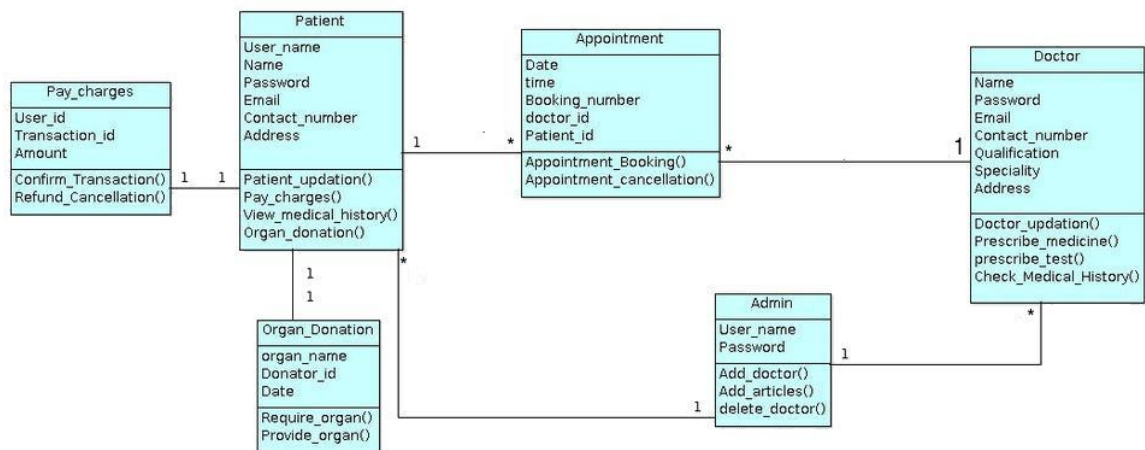 Patient
User_name
Name
Password
Email
Contact_number
Address
Patient_updation()
Pay_charges()
View_medical_history()
Organ_donation()
Appointment
Date
time
Booking_number
doctor_id
Patient_id
Appointment_Booking()
Appointment_cancellation()
Doctor
Name
Password
Email
Contact_number
Qualification
Speciality
Address
Doctor_updation()
Prescribe_medicine()
prescribe_test()
Check_Medical_History()
Pay_charges
User_id
Transaction_id
Amount
Confirm_Transaction()
Refund_Cancellation()
1 1
1 *
* 1
1
1
*
1
1
*
Organ_Donation
organ_name
Donator_id
Date
Require_organ()
Provide_organ()
Admin
User_name
Password
Add_doctor()
Add_articles()
delete_doctor()